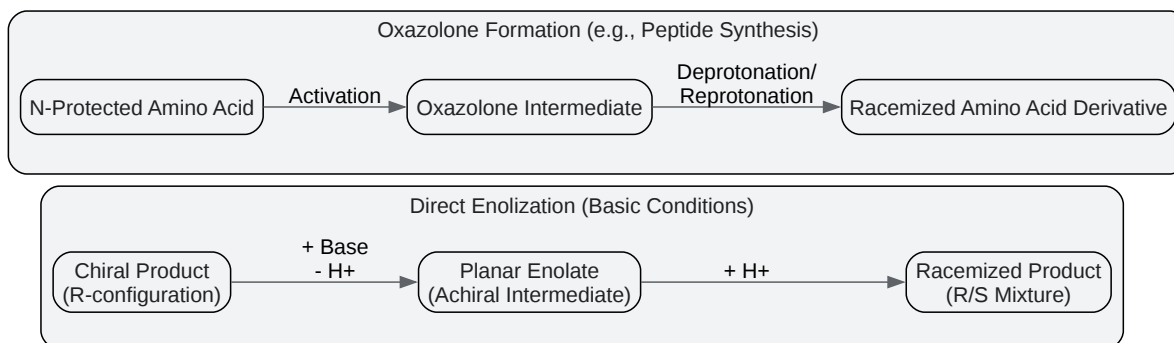 Oxazolone Formation (e.g., Peptide Synthesis)
N-Protected Amino Acid
Activation
Oxazolone Intermediate
Deprotonation/
Reprotonation
Racemized Amino Acid Derivative
Direct Enolization (Basic Conditions)
Chiral Product
(R-configuration)
+ Base
- H+
Planar Enolate
(Achiral Intermediate)
+ H+
Racemized Product
(R/S Mixture)